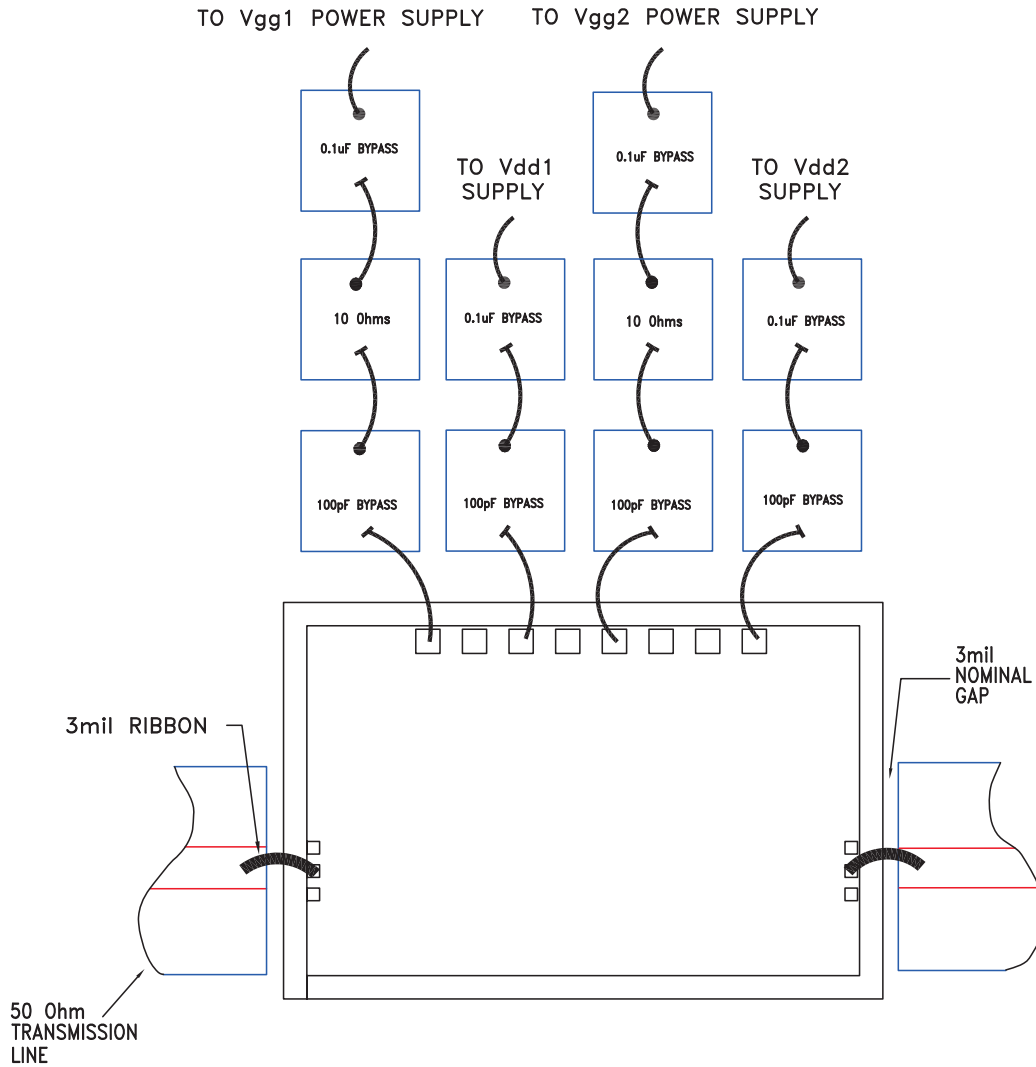 TO Vgg1 POWER SUPPLY
TO Vgg2 POWER SUPPLY
0.1uF BYPASS
0.1uF BYPASS
TO Vdd1
SUPPLY
TO Vdd2
SUPPLY
10 Ohms
0.1uF BYPASS
10 Ohms
0.1uF BYPASS
100pF BYPASS
100pF BYPASS
100pF BYPASS
100pF BYPASS
3mil
NOMINAL
GAP
3mil RIBBON
50 Ohm
TRANSMISSION
LINE